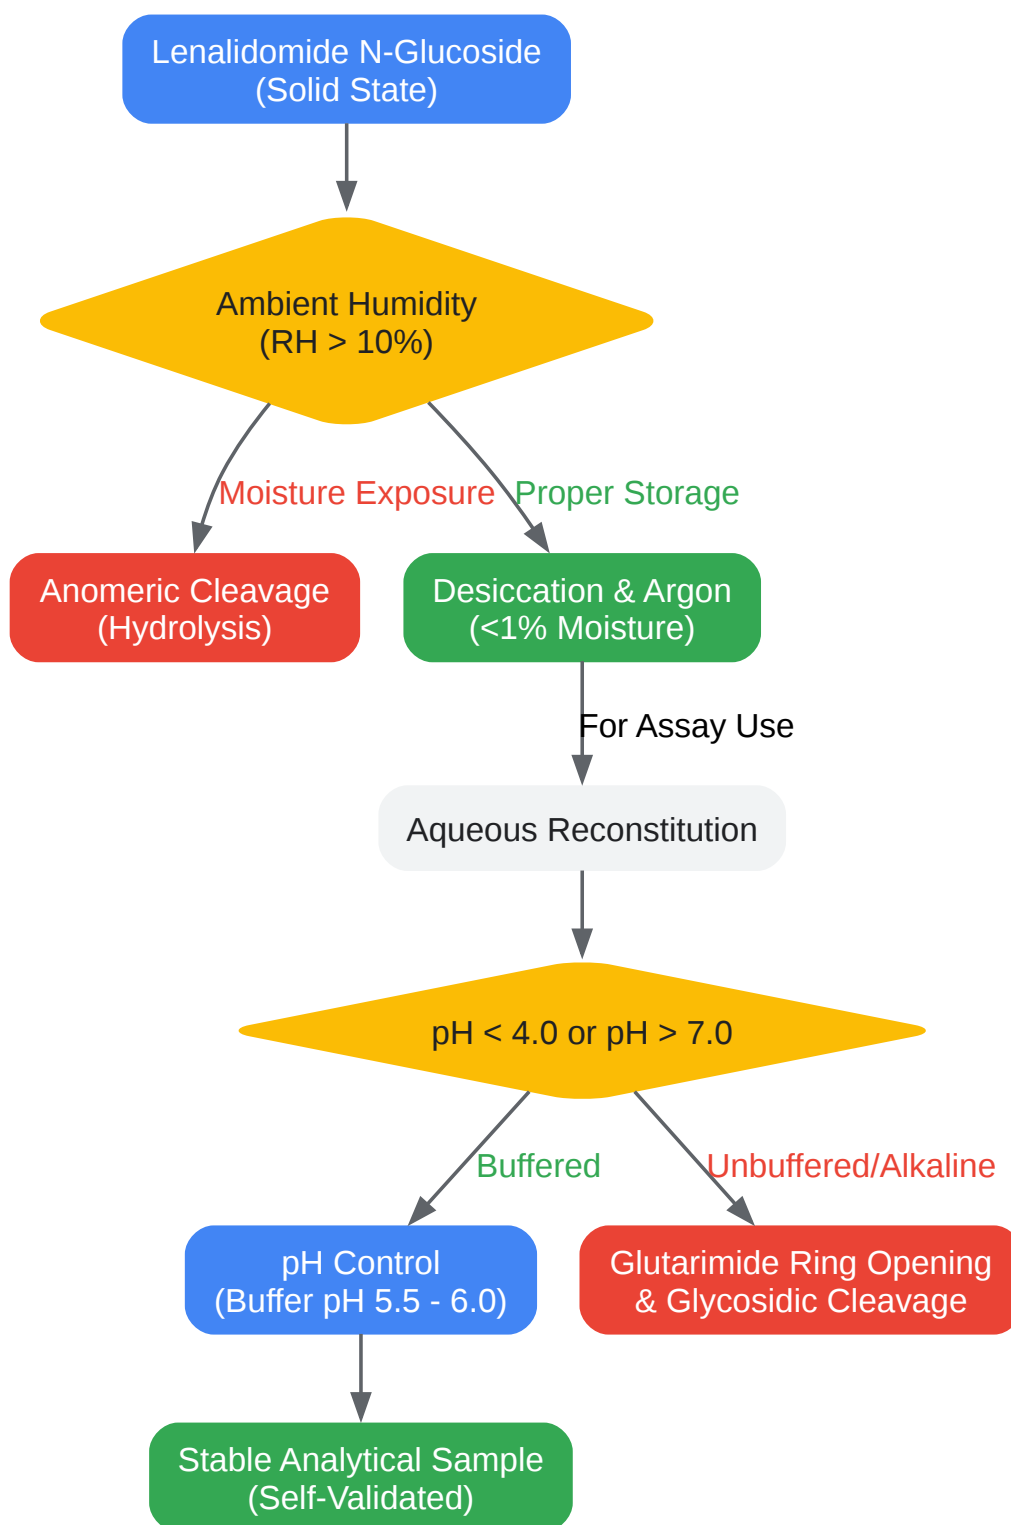 Lenalidomide N-Glucoside
(Solid State)
Ambient Humidity
(RH > 10%)
Moisture Exposure
Proper Storage
Anomeric Cleavage
(Hydrolysis)
Desiccation & Argon
(<1% Moisture)
For Assay Use
Aqueous Reconstitution
pH < 4.0 or pH > 7.0
Buffered
Unbuffered/Alkaline
pH Control
(Buffer pH 5.5 - 6.0)
Glutarimide Ring Opening
& Glycosidic Cleavage
Stable Analytical Sample
(Self-Validated)